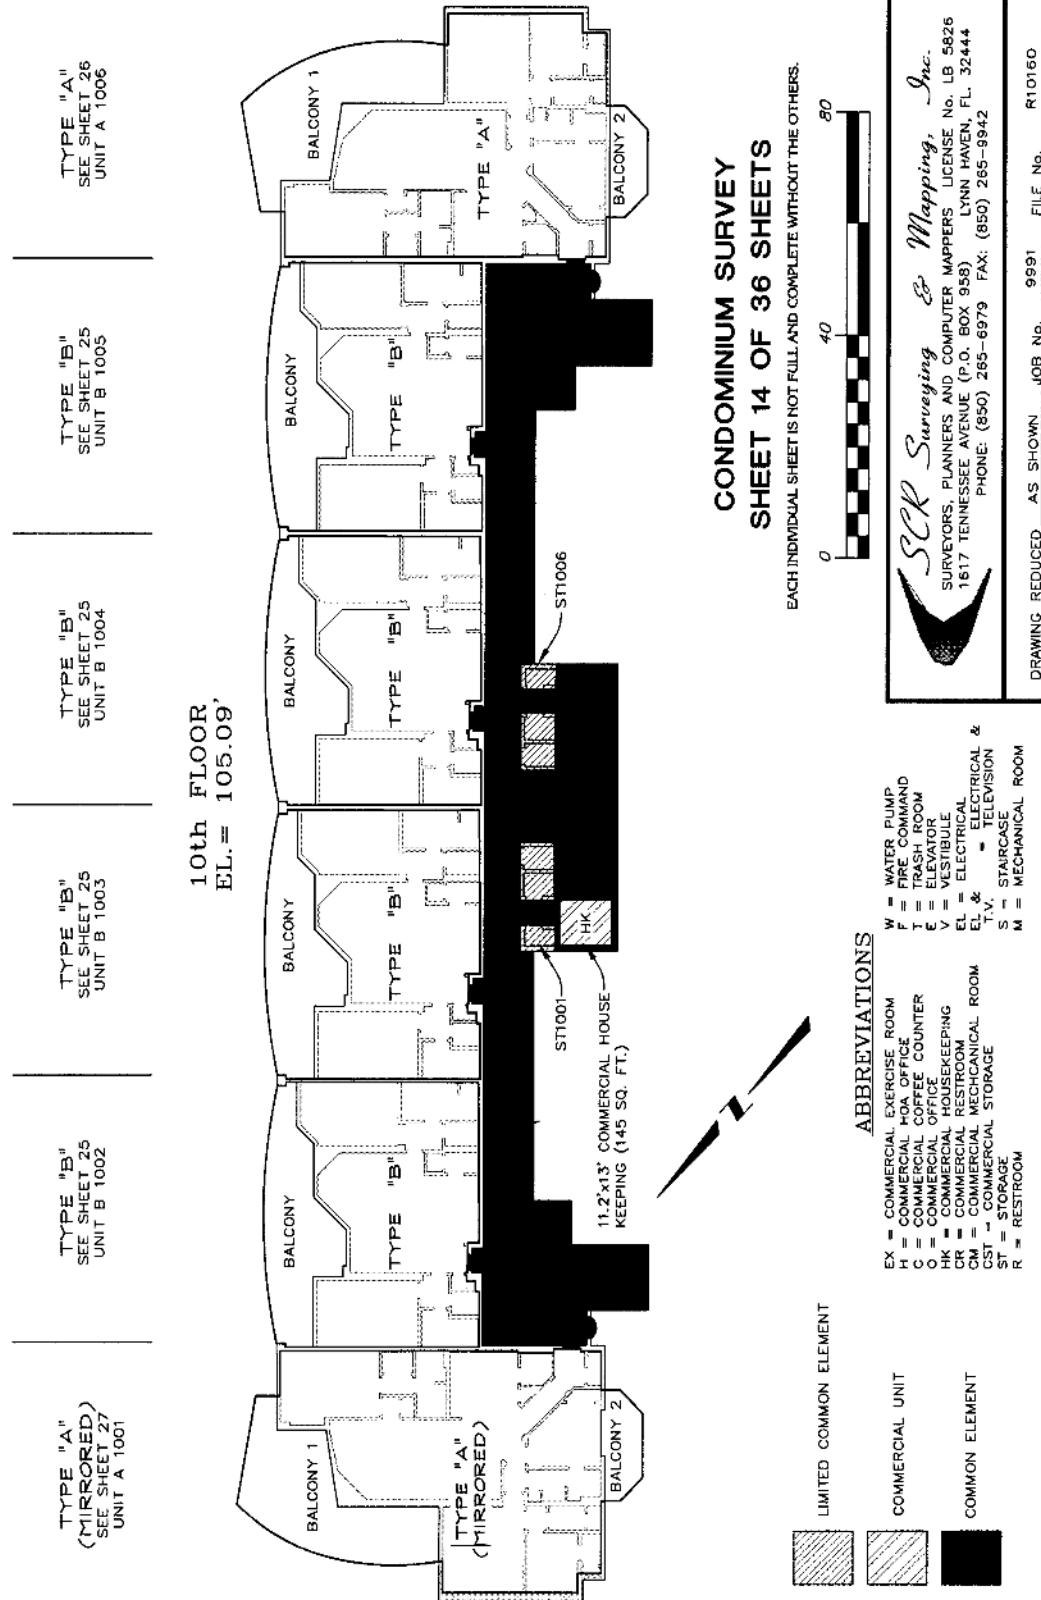 TYPE "A"
(MIRRORED)
SEE SHEET 27
UNIT A 1001
TYPE "B"
SEE SHEET 25
UNIT B 1002
TYPE "B"
SEE SHEET 25
UNIT B 1003
TYPE "B"
SEE SHEET 25
UNIT B 1004
TYPE "B"
SEE SHEET 25
UNIT B 1005
TYPE "A"
SEE SHEET 26
UNIT A 1006
10th FLOOR
EL.= 105.09'
BALCONY 1
BALCONY
BALCONY
BALCONY
BALCONY
BALCONY 1
TYPE "A"
(MIRRORED)
TYPE "B"
TYPE "B"
TYPE "B"
TYPE "B"
TYPE "A"
BALCONY 2
BALCONY 2
ST1001
HK
ST1006
11.2'x13' COMMERCIAL HOUSE
KEEPING (145 SQ. FT.)
CONDOMINIUM SURVEY
SHEET 14 OF 36 SHEETS
EACH INDIVIDUAL SHEET IS NOT FULL AND COMPLETE WITHOUT THE OTHERS.
0 40 80
LIMITED COMMON ELEMENT
COMMERCIAL UNIT
COMMON ELEMENT
ABBREVIATIONS
EX = COMMERCIAL EXERCISE ROOM
H = COMMERCIAL HOA OFFICE
C = COMMERCIAL COFFEE COUNTER
O = COMMERCIAL OFFICE
HK = COMMERCIAL HOUSEKEEPING
CR = COMMERCIAL RESTROOM
CM = COMMERCIAL MECHCANICAL ROOM
CST = COMMERCIAL STORAGE
ST = STORAGE
R = RESTROOM
W = WATER PUMP
F = FIRE COMMAND
T = TRASH ROOM
E = ELEVATOR
V = VESTIBULE
EL = ELECTRICAL
EL & = ELECTRICAL &
T.V. = TELEVISION
S = STAIRCASE
M = MECHANICAL ROOM
SCR Surveying & Mapping, Inc.
SURVEYORS, PLANNERS AND COMPUTER MAPPERS LICENSE No. LB 5826
1617 TENNESSEE AVENUE (P.O. BOX 958) LYNN HAVEN, FL. 32444
PHONE: (850) 265-6979 FAX: (850) 265-9942
DRAWING REDUCED AS SHOWN JOB No. 9991 FILE No. R10160